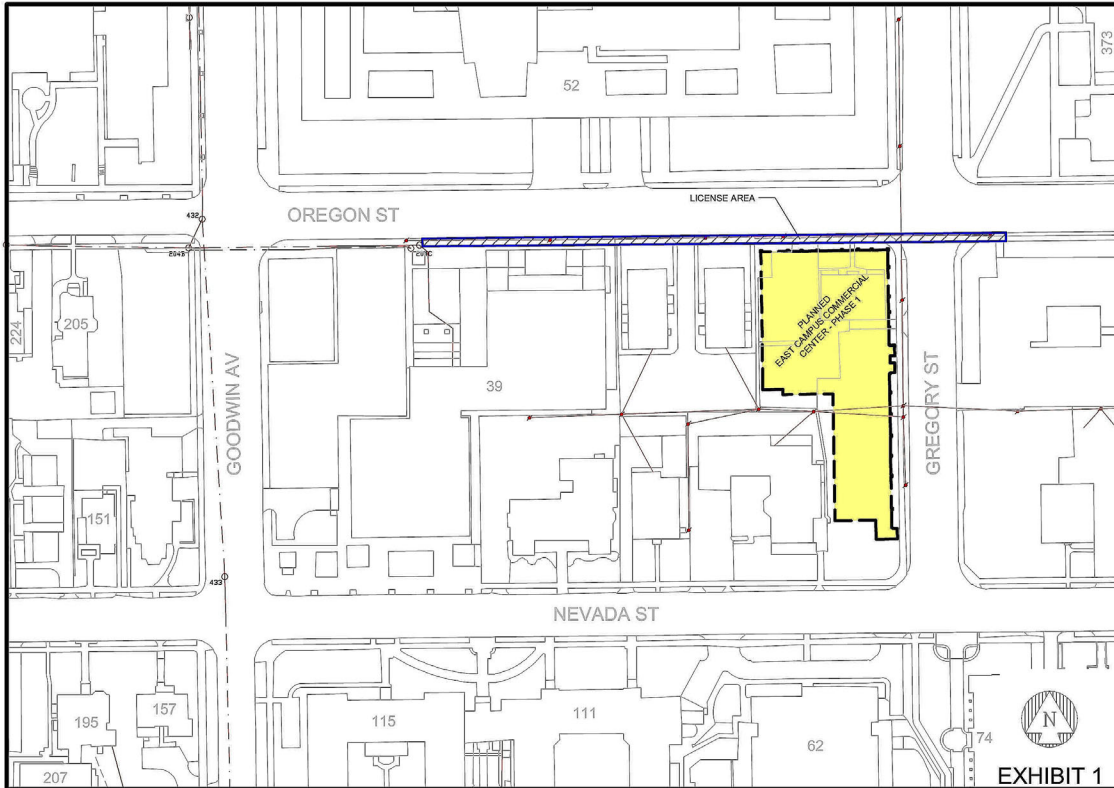 52
373
LICENSE AREA
432
OREGON ST
224
205
GOODWIN AV
39
PLANNED
EAST CAMPUS COMMERCIAL
CENTER - PHASE 1
GREGORY ST
151
433
NEVADA ST
195
157
115
111
62
74
207
N
EXHIBIT 1